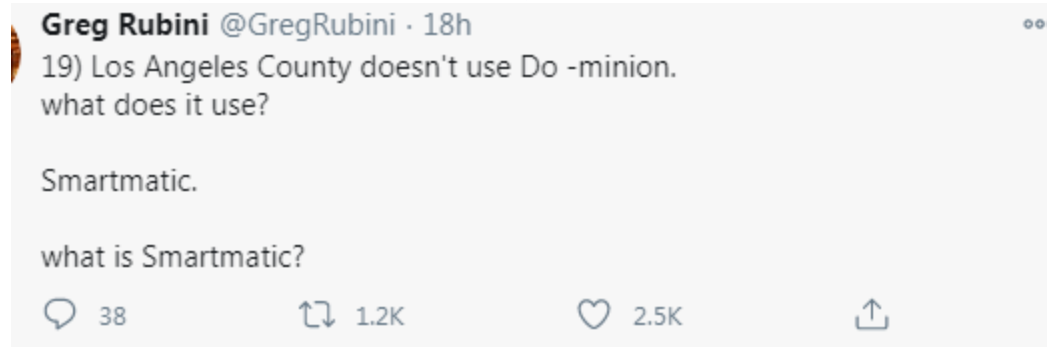 Greg Rubini @GregRubini · 18h
19) Los Angeles County doesn't use Do -minion.
what does it use?
Smartmatic.
what is Smartmatic?
38 1.2K 2.5K